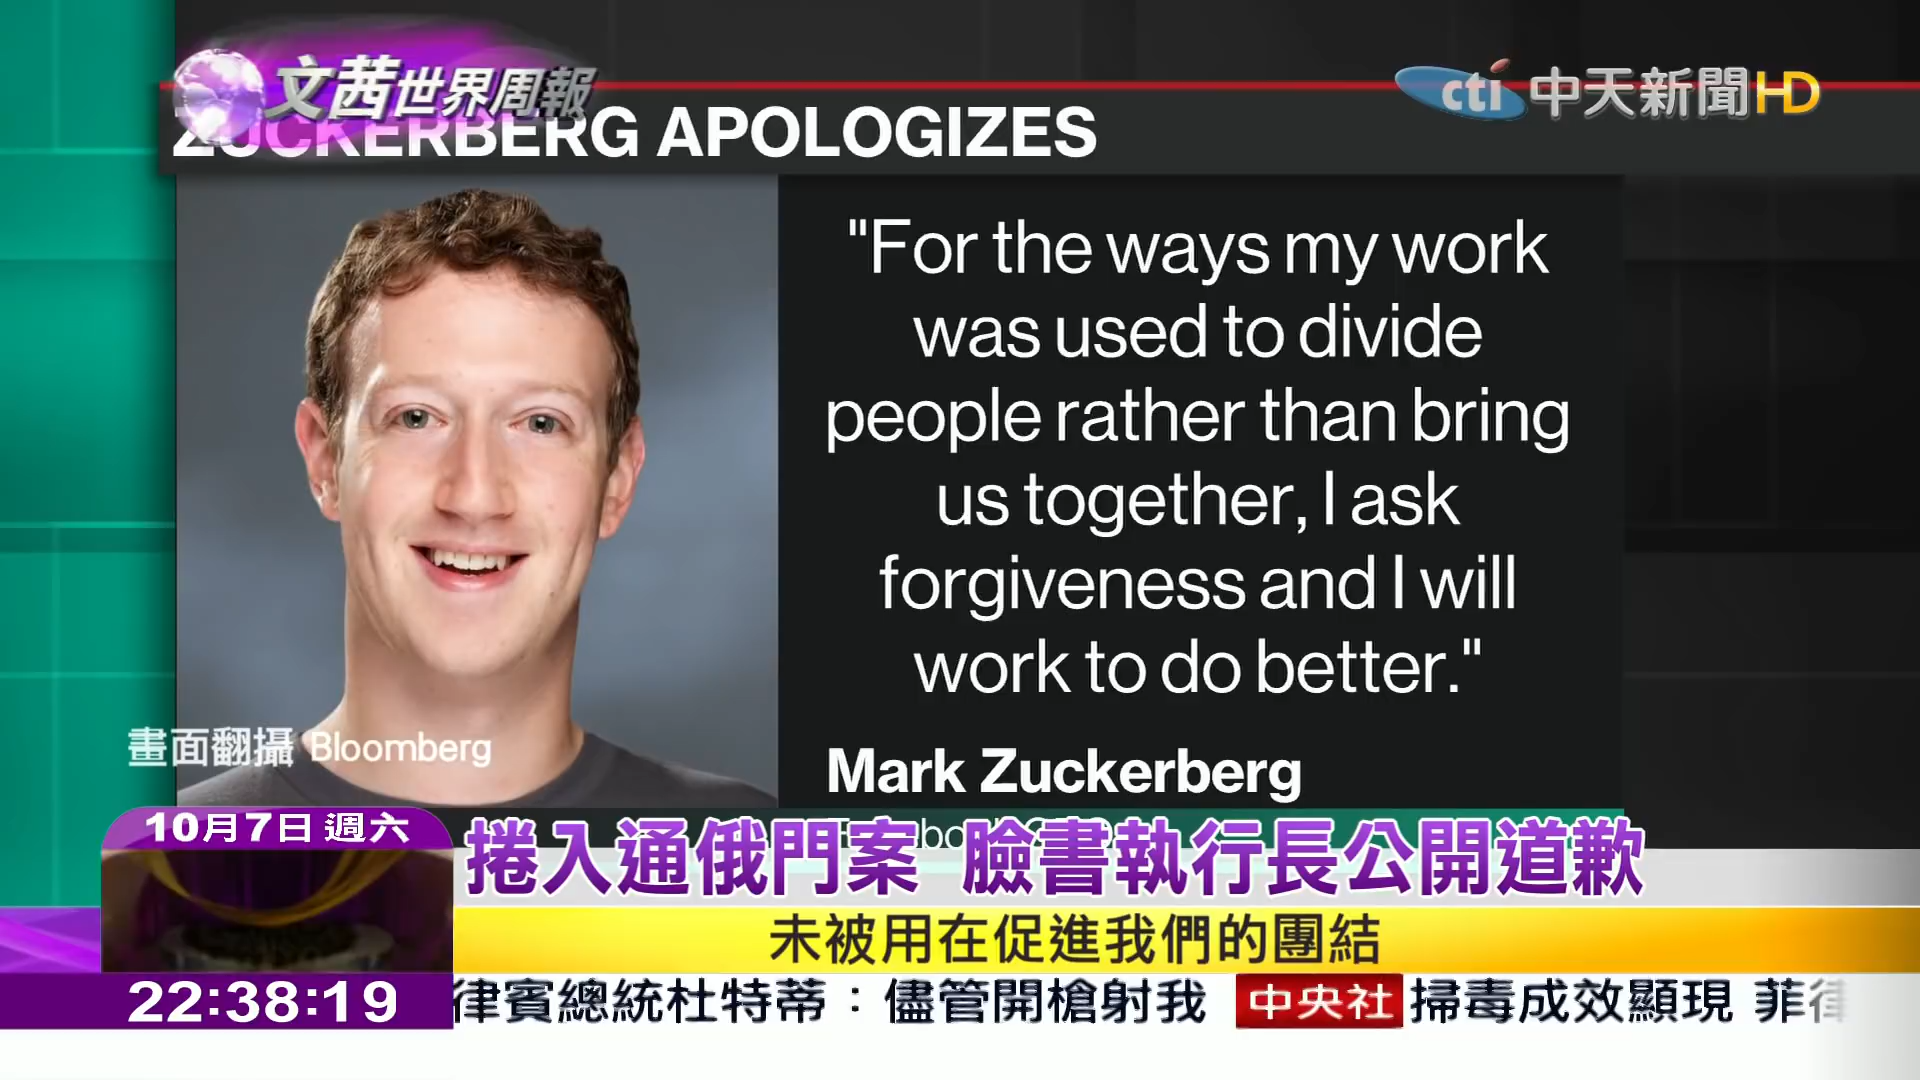 文茜世界周報
cti 中天新聞HD
ZUCKERBERG APOLOGIZES
"For the ways my work
was used to divide
people rather than bring
us together, I ask
forgiveness and I will
work to do better."
畫面翻攝 Bloomberg
Mark Zuckerberg
10月7日 週六
捲入通俄門案 臉書執行長公開道歉
未被用在促進我們的團結
22:38:19
律賓總統杜特蒂：儘管開槍射我 中央社 掃毒成效顯現 菲律